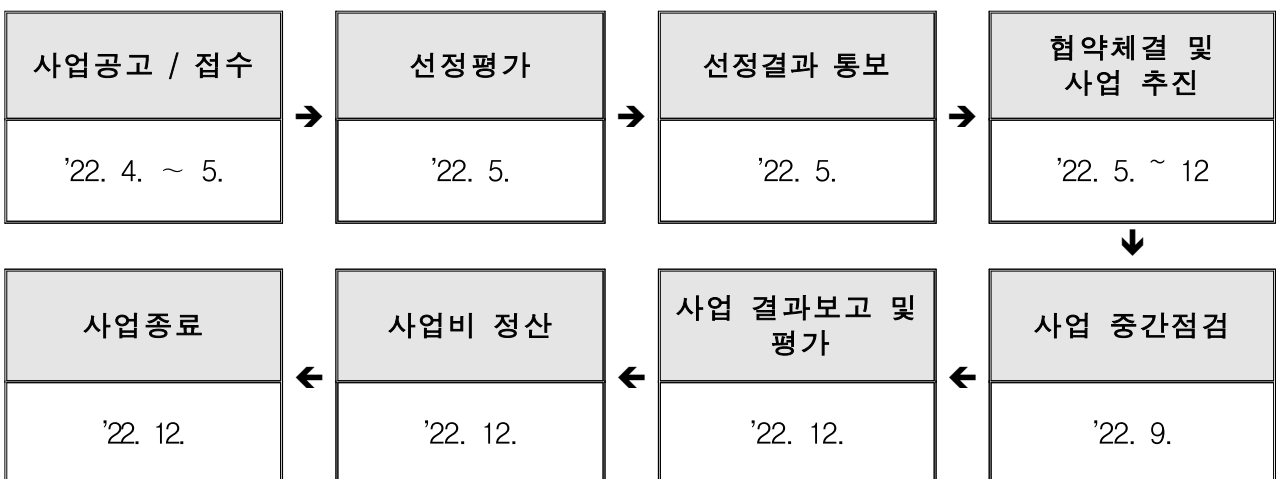 사업공고 / 접수
'22. 4. ~ 5.
선정평가
'22. 5.
선정결과 통보
'22. 5.
협약체결 및
사업 추진
'22. 5. ~ 12
사업 중간점검
'22. 9.
사업 결과보고 및
평가
'22. 12.
사업비 정산
'22. 12.
사업종료
'22. 12.